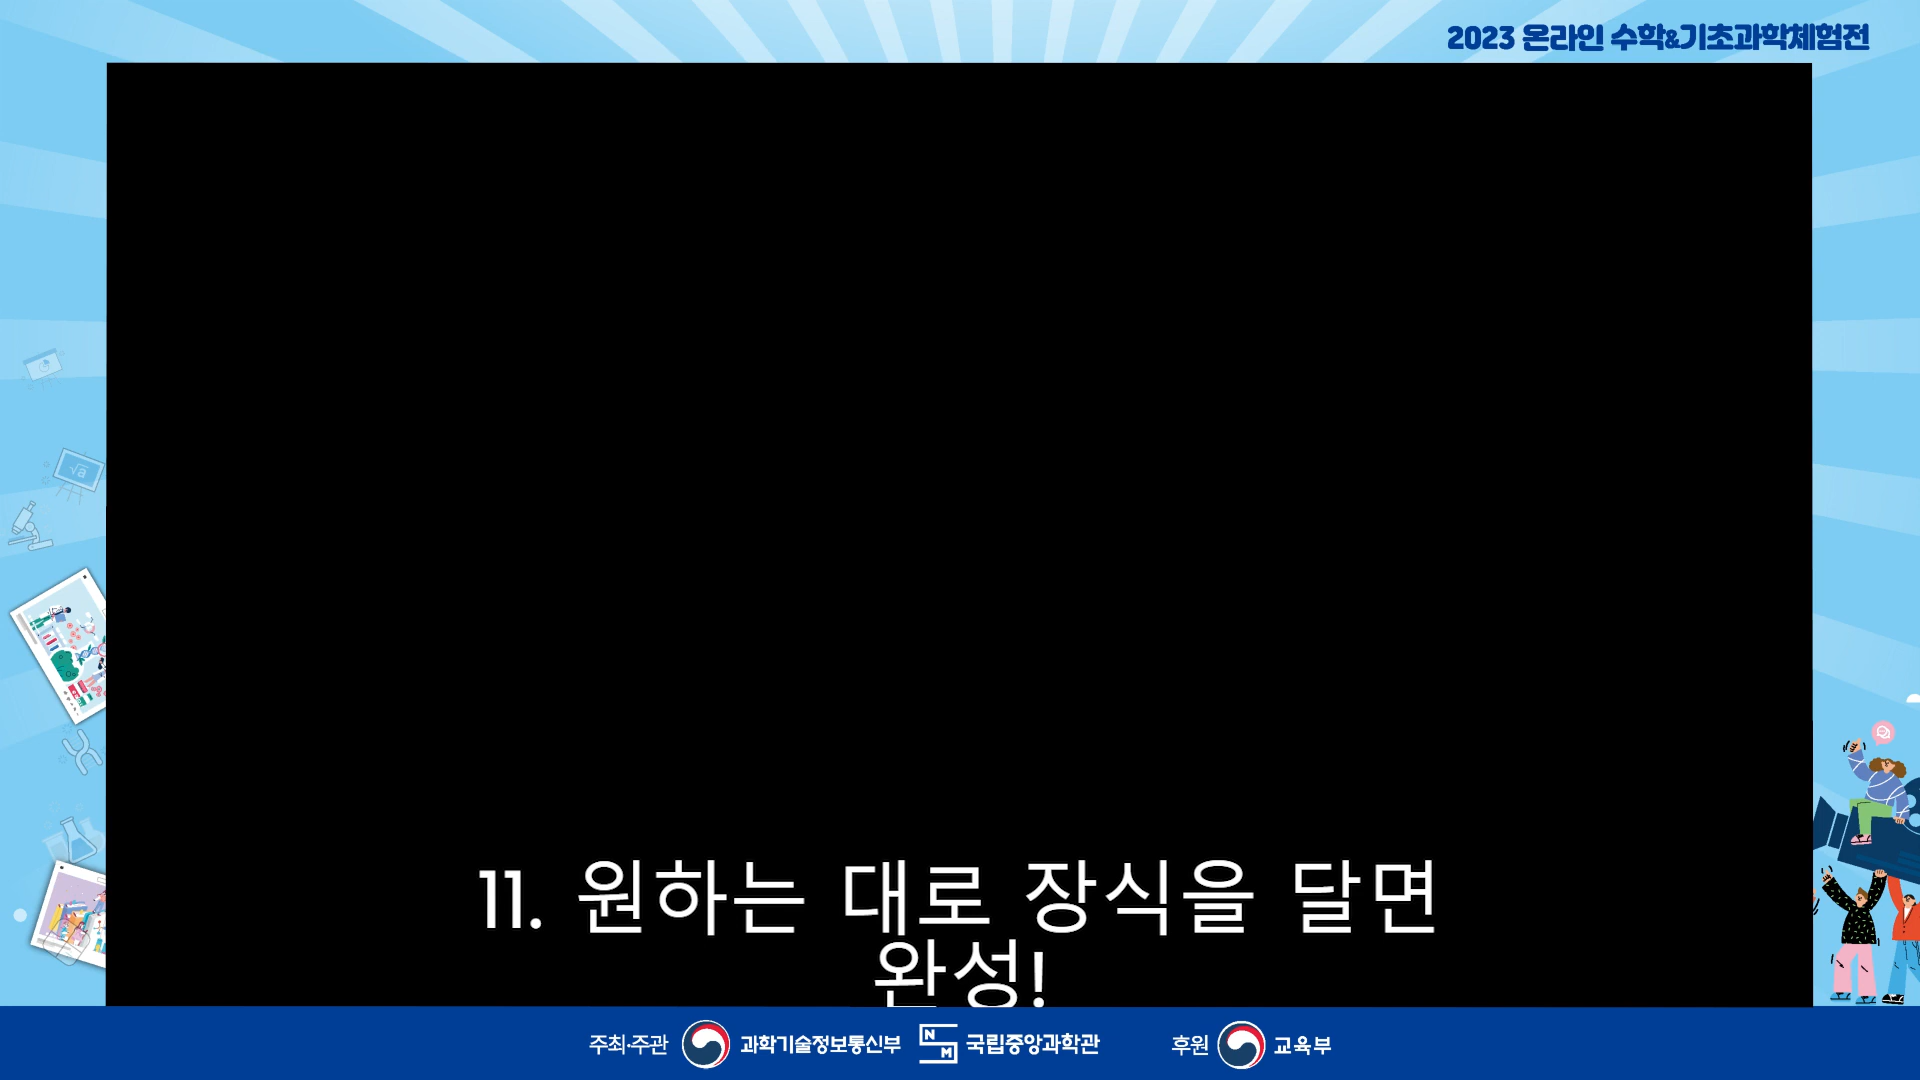 2023 온라인 수학&기초과학체험전
11. 원하는 대로 장식을 달면
완성!
주최·주관 과학기술정보통신부 NSM 국립중앙과학관 후원 교육부